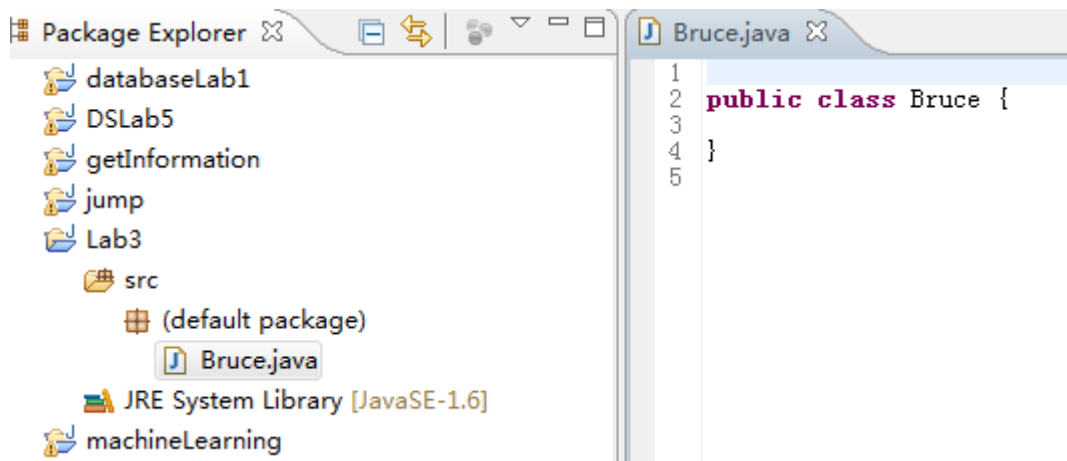 Package Explorer
databaseLab1
DSLab5
getInformation
jump
Lab3
src
(default package)
Bruce.java
JRE System Library [JavaSE-1.6]
machineLearning
Bruce.java
1
2 public class Bruce {
3
4 }
5